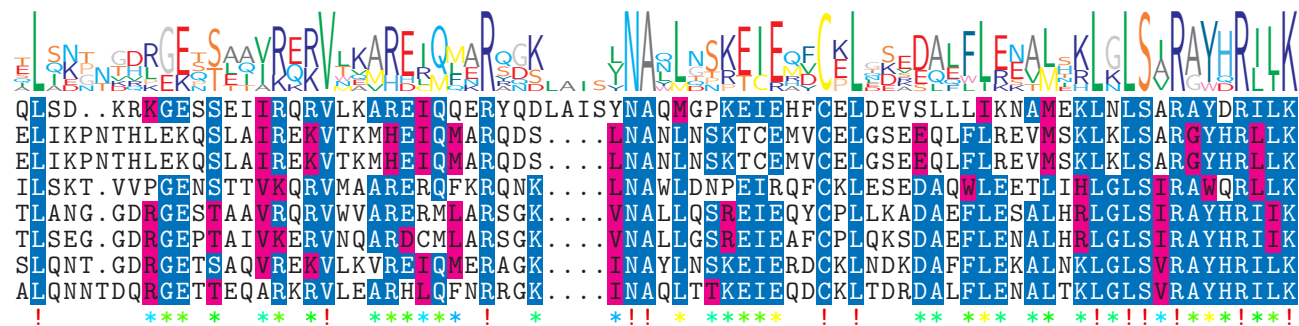 QLSD..KRKGESSEIIRQRVLKAREIQQERYQDLAISYNAQMGPKEIEHFCELDEVSLLLIKNAMEKLNLSARAYDRILK
ELIKPNTHLEKQSLAIREKVTKMHEIQMARQDS....LNANLNSKTCEMVCELGSEEQLFLREVMSKLNLSARGYHRLLK
ELIKPNTHLEKQSLAIREKVTKMHEIQMARQDS....LNANLNSKTCEMVCELGSEEQLFLREVMSKLKLSARGYHRLLK
ILSKT.VVPGENSTTVKQRVMAARERQFKRQNK....LNAWLDNPEIRQFCKLESEDAQWLEETLIHLGLSIRAWQRLLK
TLANG.GDRGESTAAVRQRVWVARERMLARSGK....VNALLQSREIEQYCPLLKADAEFLESALHRLGLSIRAYHRIIK
TLSEG.GDRGEPTAIVKERVNQARDCMLARSGK....VNALLGSREIEAFCPLQKSDAEFLENALHRLGLSIRAYHRIIK
SLQNT.GDRGETSAQVREKVLKVREIQMERAGK....INAYLNSKEIERDCKLNDKDAFFLEKALNKLGLSVRAYHRILK
ALQNNTDQRGETTEQARKRVLEARHLQFNRRGK....INAQLTTKEIEQDCKLTDRDALFLENALTKLGLSVRAYHRILK